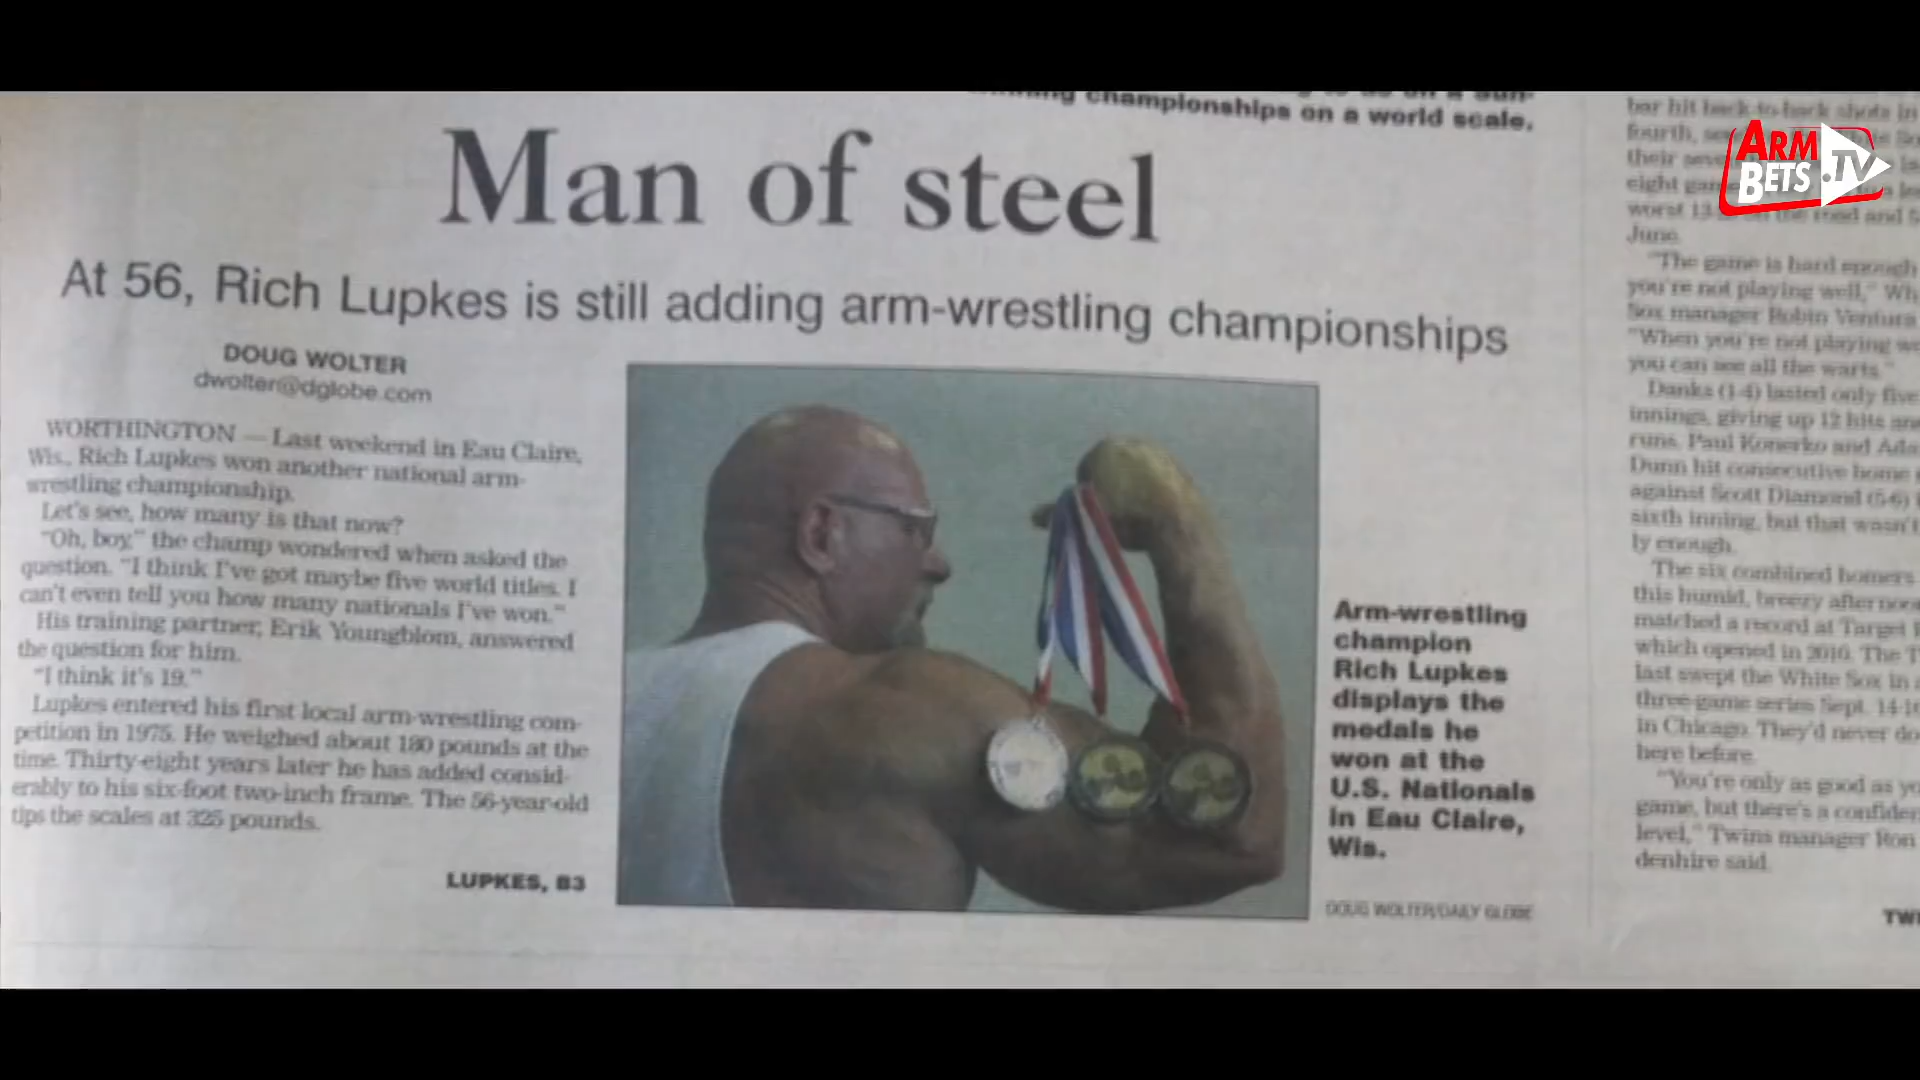 championships on a world scale.
Man of steel
At 56, Rich Lupkes is still adding arm-wrestling championships
DOUG WOLTER
dwolter@dglobe.com
WORTHINGTON — Last weekend in Eau Claire,
Wis., Rich Lupkes won another national arm-
wrestling championship.
Let's see, how many is that now?
"Oh, boy," the champ wondered when asked the
question. "I think I've got maybe five world titles. I
can't even tell you how many nationals I've won."
His training partner, Erik Youngblom, answered
the question for him.
"I think it's 19."
Lupkes entered his first local arm-wrestling com-
petition in 1975. He weighed about 180 pounds at the
time. Thirty-eight years later he has added consid-
erably to his six-foot two-inch frame. The 56-year-old
tips the scales at 325 pounds.
LUPKES, B3
Arm-wrestling
champion
Rich Lupkes
displays the
medals he
won at the
U.S. Nationals
in Eau Claire,
Wis.
DOUG WOLTER/DAILY GLOBE
bar hit back-to-back shots in
fourth,
their
eight
worst 13 the road and
June.
"The game is hard enough
you're not playing well,"
Sox manager Robin Ventura
"When you're not playing
you can see all the warts."
Danks (1-4) lasted only five
innings, giving up 12 hits
runs. Paul Konerko and
Dunn hit consecutive home
against Scott Diamond (5-6)
sixth inning, but that wasn't
ly enough.
The six combined homers
this humid, breezy
matched a record at Target
which opened in 2010. The
last swept the White Sox in a
three-game series Sept.
in Chicago. They'd never
here before.
"You're only as good as
game, but there's a
level," Twins manager Ron
denhire said.
ARM
BETS .TV